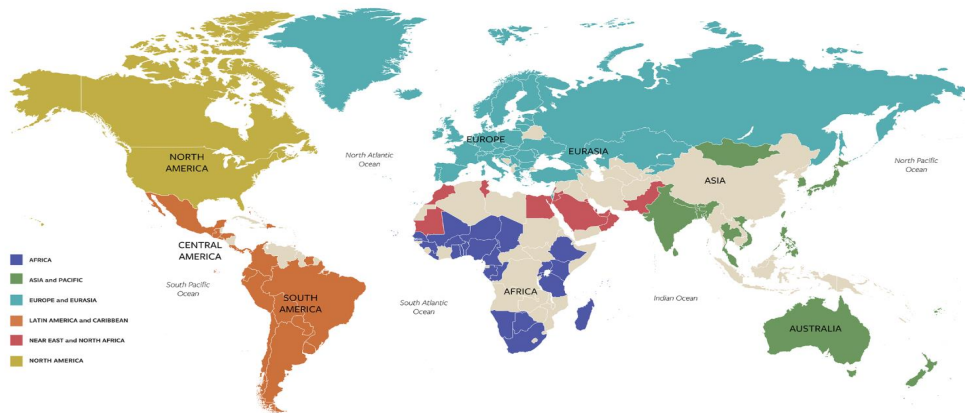 NORTH
AMERICA
North Atlantic
Ocean
EUROPE
EURASIA
ASIA
North Pacific
Ocean
CENTRAL
AMERICA
South Pacific
Ocean
SOUTH
AMERICA
South Atlantic
Ocean
AFRICA
Indian Ocean
AUSTRALIA
AFRICA
ASIA AND PACIFIC
EUROPE and EURASIA
LATIN AMERICA and CARIBBEAN
NEAR EAST and NORTH AFRICA
NORTH AMERICA